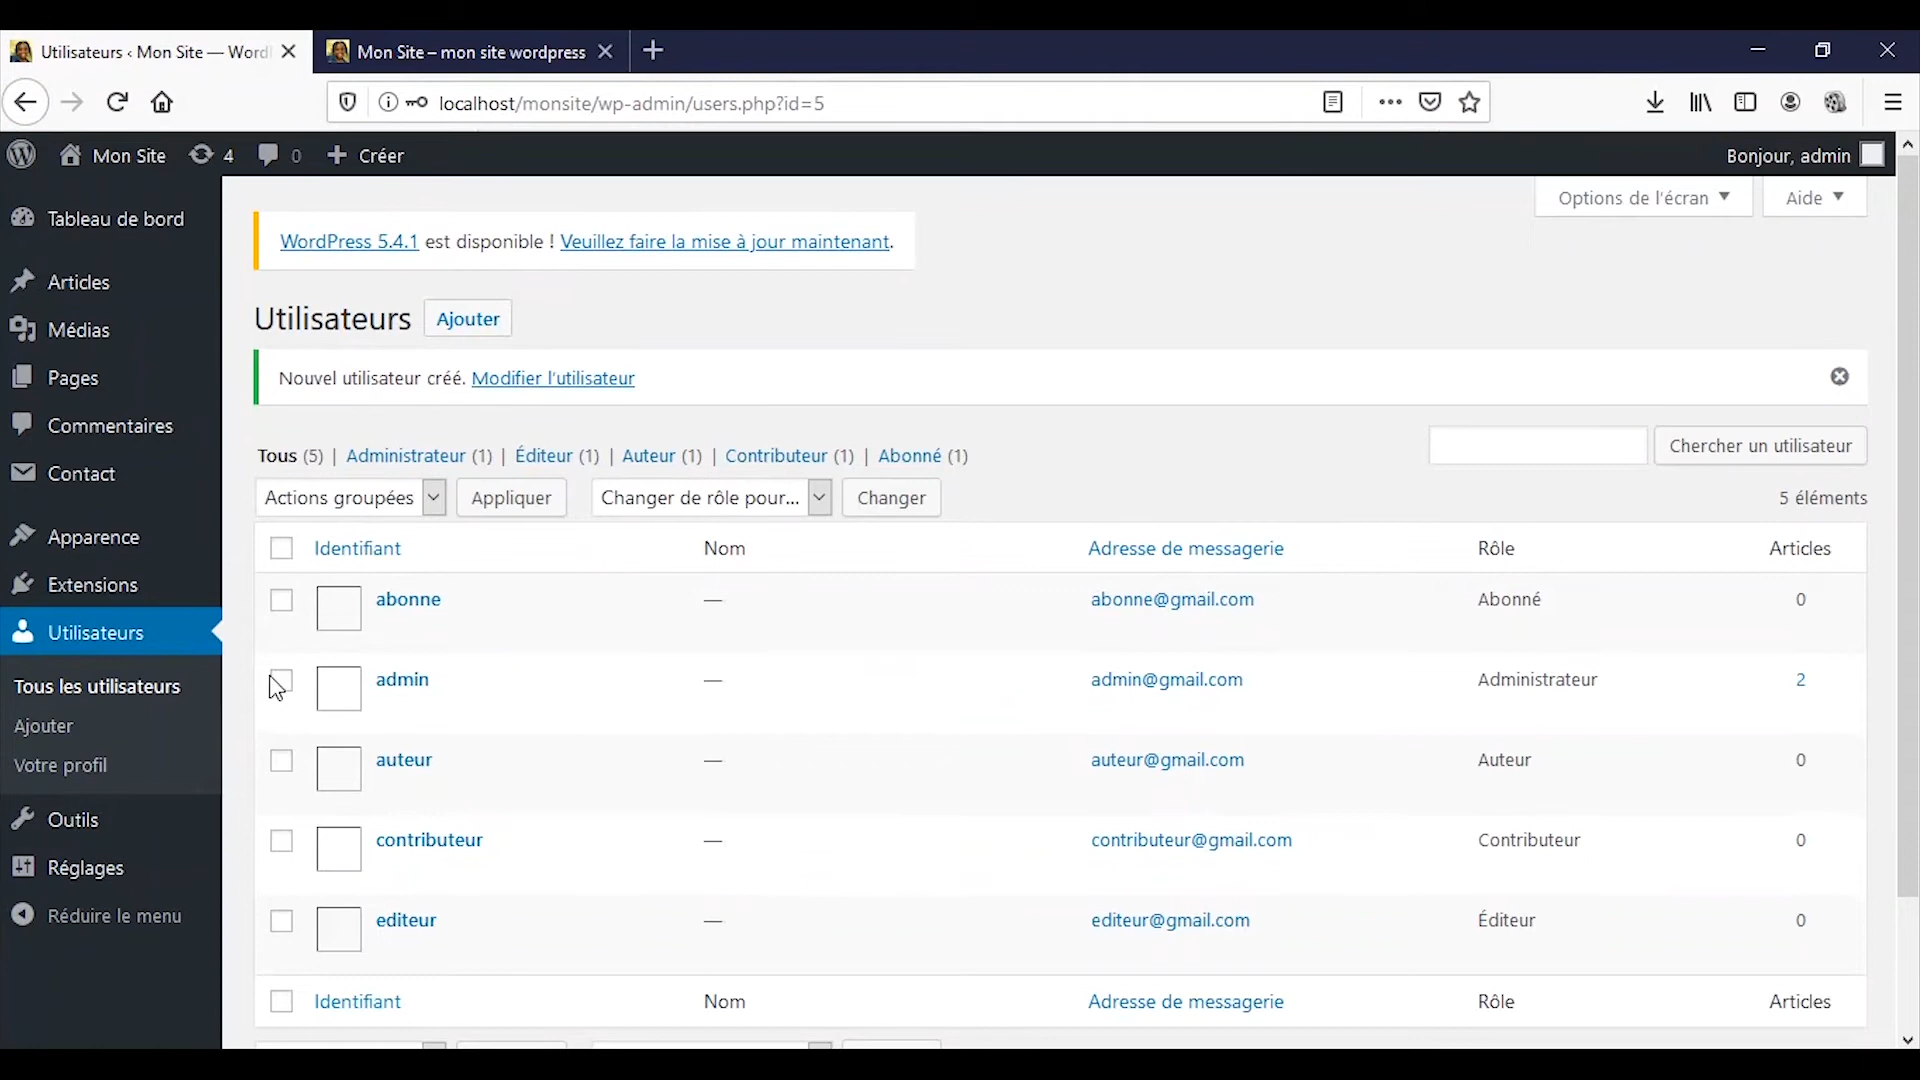 Utilisateurs ‹ Mon Site — Word
Mon Site – mon site wordpress
localhost/monsite/wp-admin/users.php?id=5
Mon Site
4
0
Créer
Bonjour, admin
Options de l'écran
Aide
Tableau de bord
Articles
Médias
Pages
Commentaires
Contact
Apparence
Extensions
Utilisateurs
Tous les utilisateurs
Ajouter
Votre profil
Outils
Réglages
Réduire le menu
WordPress 5.4.1 est disponible ! Veuillez faire la mise à jour maintenant.
Utilisateurs Ajouter
Nouvel utilisateur créé. Modifier l'utilisateur
Tous (5) | Administrateur (1) | Éditeur (1) | Auteur (1) | Contributeur (1) | Abonné (1)
Chercher un utilisateur
Actions groupées Appliquer Changer de rôle pour... Changer 5 éléments
Identifiant Nom Adresse de messagerie Rôle Articles
abonne — abonne@gmail.com Abonné 0
admin — admin@gmail.com Administrateur 2
auteur — auteur@gmail.com Auteur 0
contributeur — contributeur@gmail.com Contributeur 0
editeur — editeur@gmail.com Éditeur 0
Identifiant Nom Adresse de messagerie Rôle Articles